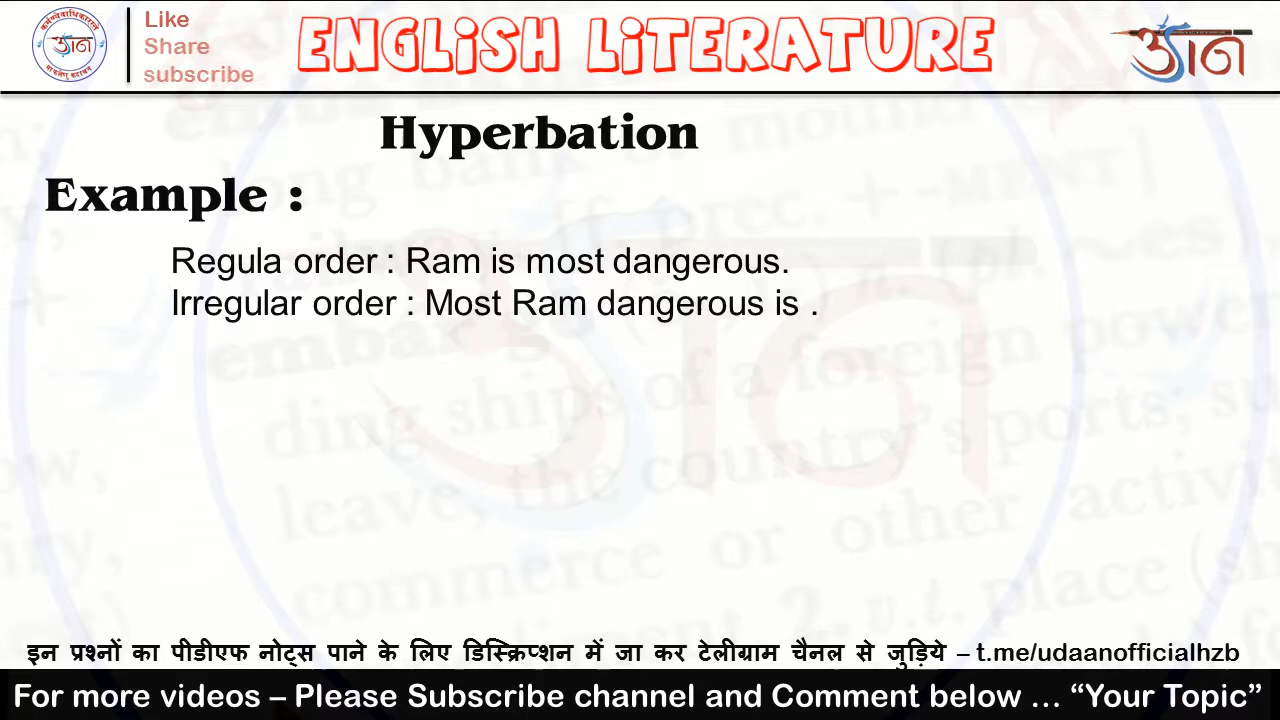 Like
Share
subscribe
ENGLiSH LiTERATURE
उड़ान
Hyperbation
Example :
Regula order : Ram is most dangerous.
Irregular order : Most Ram dangerous is .
इन प्रश्नों का पीडीएफ नोट्स पाने के लिए डिस्क्रिप्शन में जा कर टेलीग्राम चैनल से जुड़िये – t.me/udaanofficialhzb
For more videos – Please Subscribe channel and Comment below … “Your Topic”